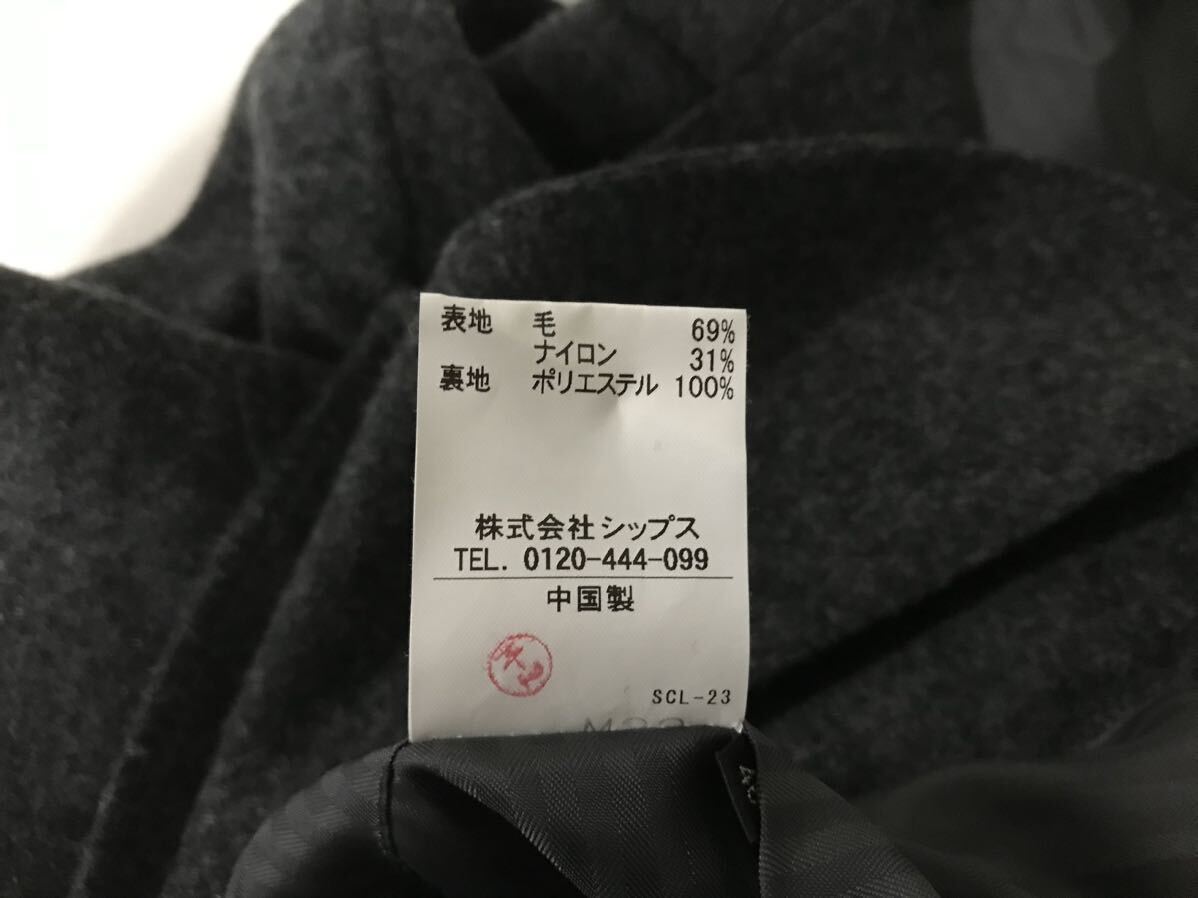 表地 毛 69%
ナイロン 31%
裏地 ポリエステル 100%
株式会社シップス
TEL. 0120-444-099
中国製
SCL-23